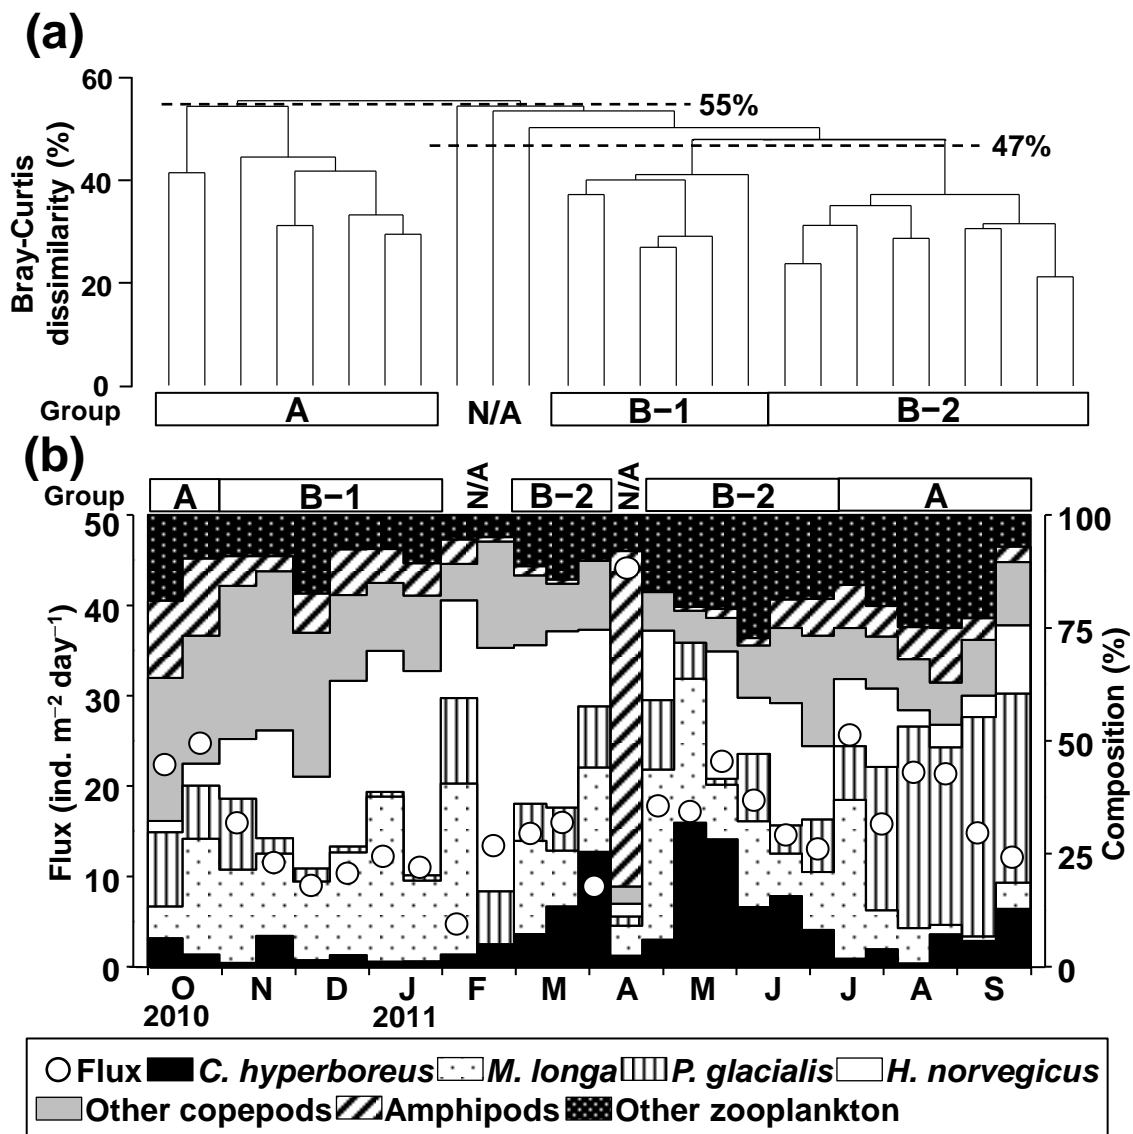 (a)
60
40
20
0
Bray-Curtis
dissimilarity (%)
55%
47%
Group A N/A B−1 B−2
(b)
Group A B−1 N/A B−2 N/A B−2 A
50
40
30
20
10
0
Flux (ind. m⁻² day⁻¹)
100
75
50
25
0
Composition (%)
O N D J F M A M J J A S
2010 2011
Flux C. hyperboreus M. longa P. glacialis H. norvegicus
Other copepods Amphipods Other zooplankton